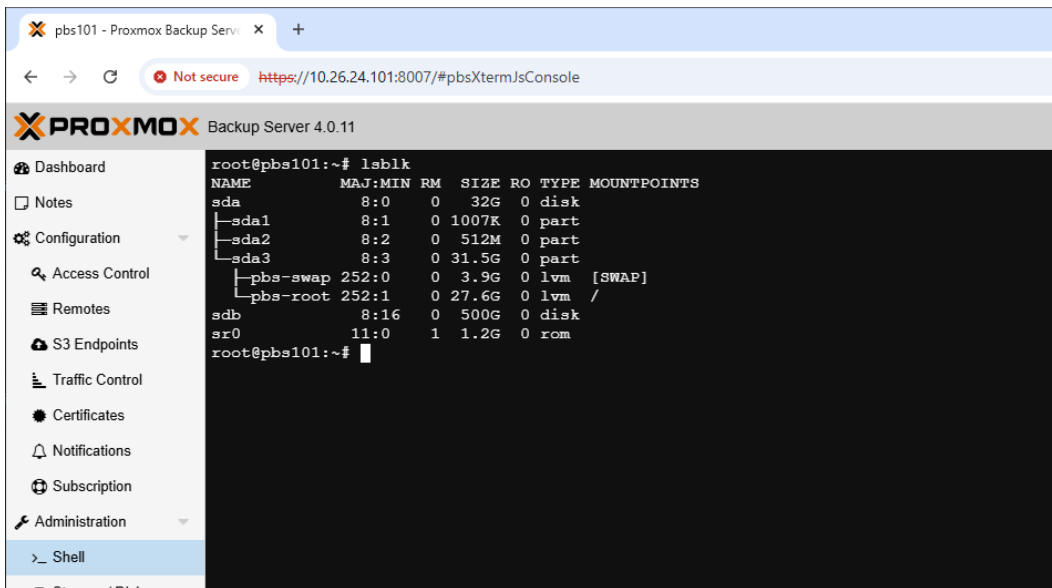 pbs101 - Proxmox Backup Serve
Not secure https://10.26.24.101:8007/#pbsXtermJsConsole
PROXMOX Backup Server 4.0.11
Dashboard
Notes
Configuration
Access Control
Remotes
S3 Endpoints
Traffic Control
Certificates
Notifications
Subscription
Administration
>_ Shell
root@pbs101:~# lsblk
NAME MAJ:MIN RM SIZE RO TYPE MOUNTPOINTS
sda 8:0 0 32G 0 disk
├─sda1 8:1 0 1007K 0 part
├─sda2 8:2 0 512M 0 part
└─sda3 8:3 0 31.5G 0 part
├─pbs-swap 252:0 0 3.9G 0 lvm [SWAP]
└─pbs-root 252:1 0 27.6G 0 lvm /
sdb 8:16 0 500G 0 disk
sr0 11:0 1 1.2G 0 rom
root@pbs101:~#